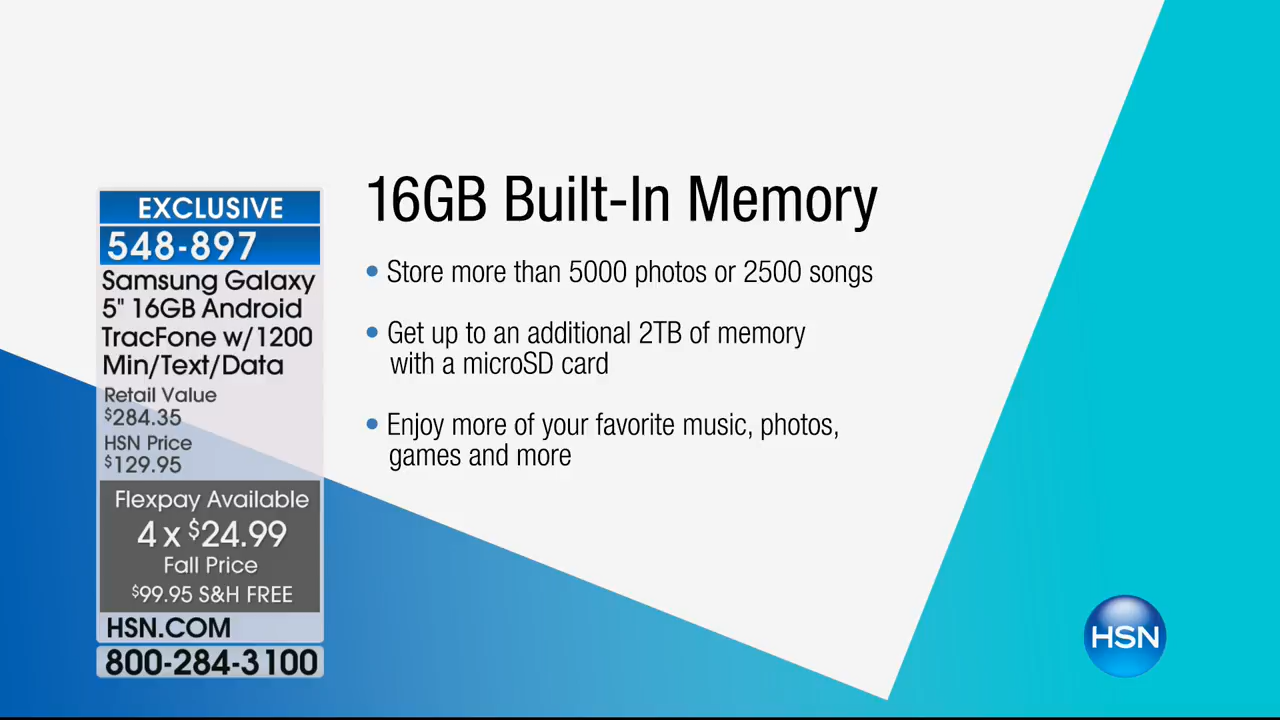 EXCLUSIVE
548-897
Samsung Galaxy
5" 16GB Android
TracFone w/1200
Min/Text/Data
Retail Value
$284.35
HSN Price
$129.95
Flexpay Available
4 x $24.99
Fall Price
$99.95 S&H FREE
HSN.COM
800-284-3100
16GB Built-In Memory
• Store more than 5000 photos or 2500 songs
• Get up to an additional 2TB of memory
with a microSD card
• Enjoy more of your favorite music, photos,
games and more
HSN